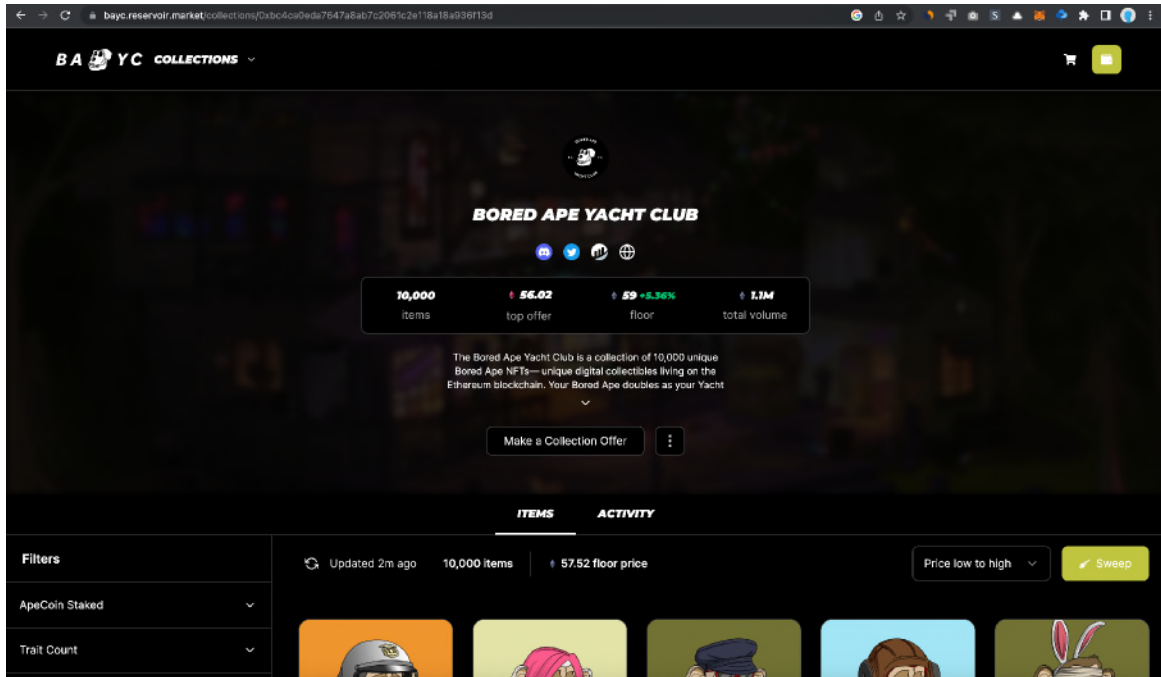 bayc.reservoir.market/collections/0xbc4ca0eda7647a8ab7c2061c2e118a18a936f13d
BA YC COLLECTIONS
BORED APE YACHT CLUB
10,000 56.02 59 +5.36% 1.1M
items top offer floor total volume
The Bored Ape Yacht Club is a collection of 10,000 unique
Bored Ape NFTs— unique digital collectibles living on the
Ethereum blockchain. Your Bored Ape doubles as your Yacht
Make a Collection Offer
ITEMS ACTIVITY
Filters
Updated 2m ago 10,000 items 57.52 floor price Price low to high Sweep
ApeCoin Staked
Trait Count